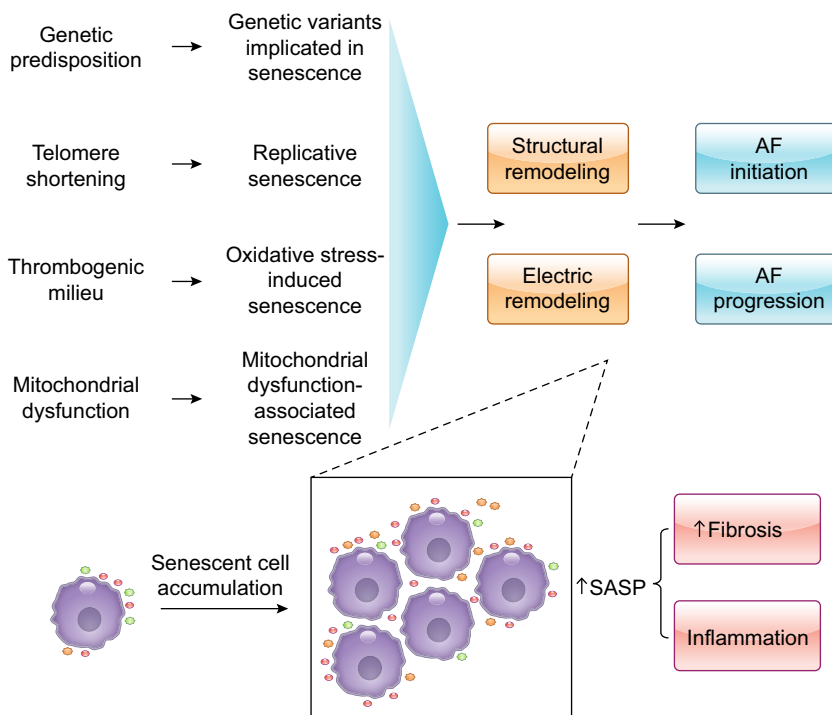 Genetic
predisposition
Genetic variants
implicated in
senescence
Telomere
shortening
Replicative
senescence
Structural
remodeling
AF
initiation
Thrombogenic
milieu
Oxidative stress-
induced
senescence
Electric
remodeling
AF
progression
Mitochondrial
dysfunction
Mitochondrial
dysfunction-
associated
senescence
Senescent cell
accumulation
↑SASP
↑Fibrosis
Inflammation